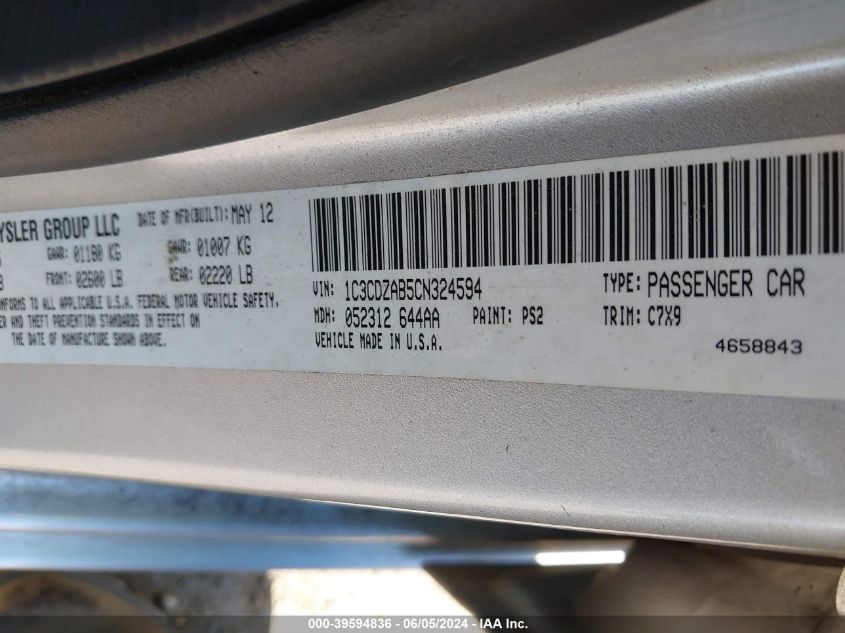 YSLER GROUP LLC DATE OF MFR(BUILT): MAY 12
GAWR: 01180 KG GAWR: 01007 KG
FRONT: 02600 LB REAR: 02220 LB
TO ALL APPLICABLE U.S.A. FEDERAL MOTOR VEHICLE SAFETY,
AND THEFT PREVENTION STANDARDS IN EFFECT ON
THE DATE OF MANUFACTURE SHOWN ABOVE.
VIN: 1C3CDZAB5CN324594 TYPE: PASSENGER CAR
MDH: 052312 644AA PAINT: PS2 TRIM: C7X9
VEHICLE MADE IN U.S.A.
4658843
000-39594836 - 06/05/2024 - IAA Inc.